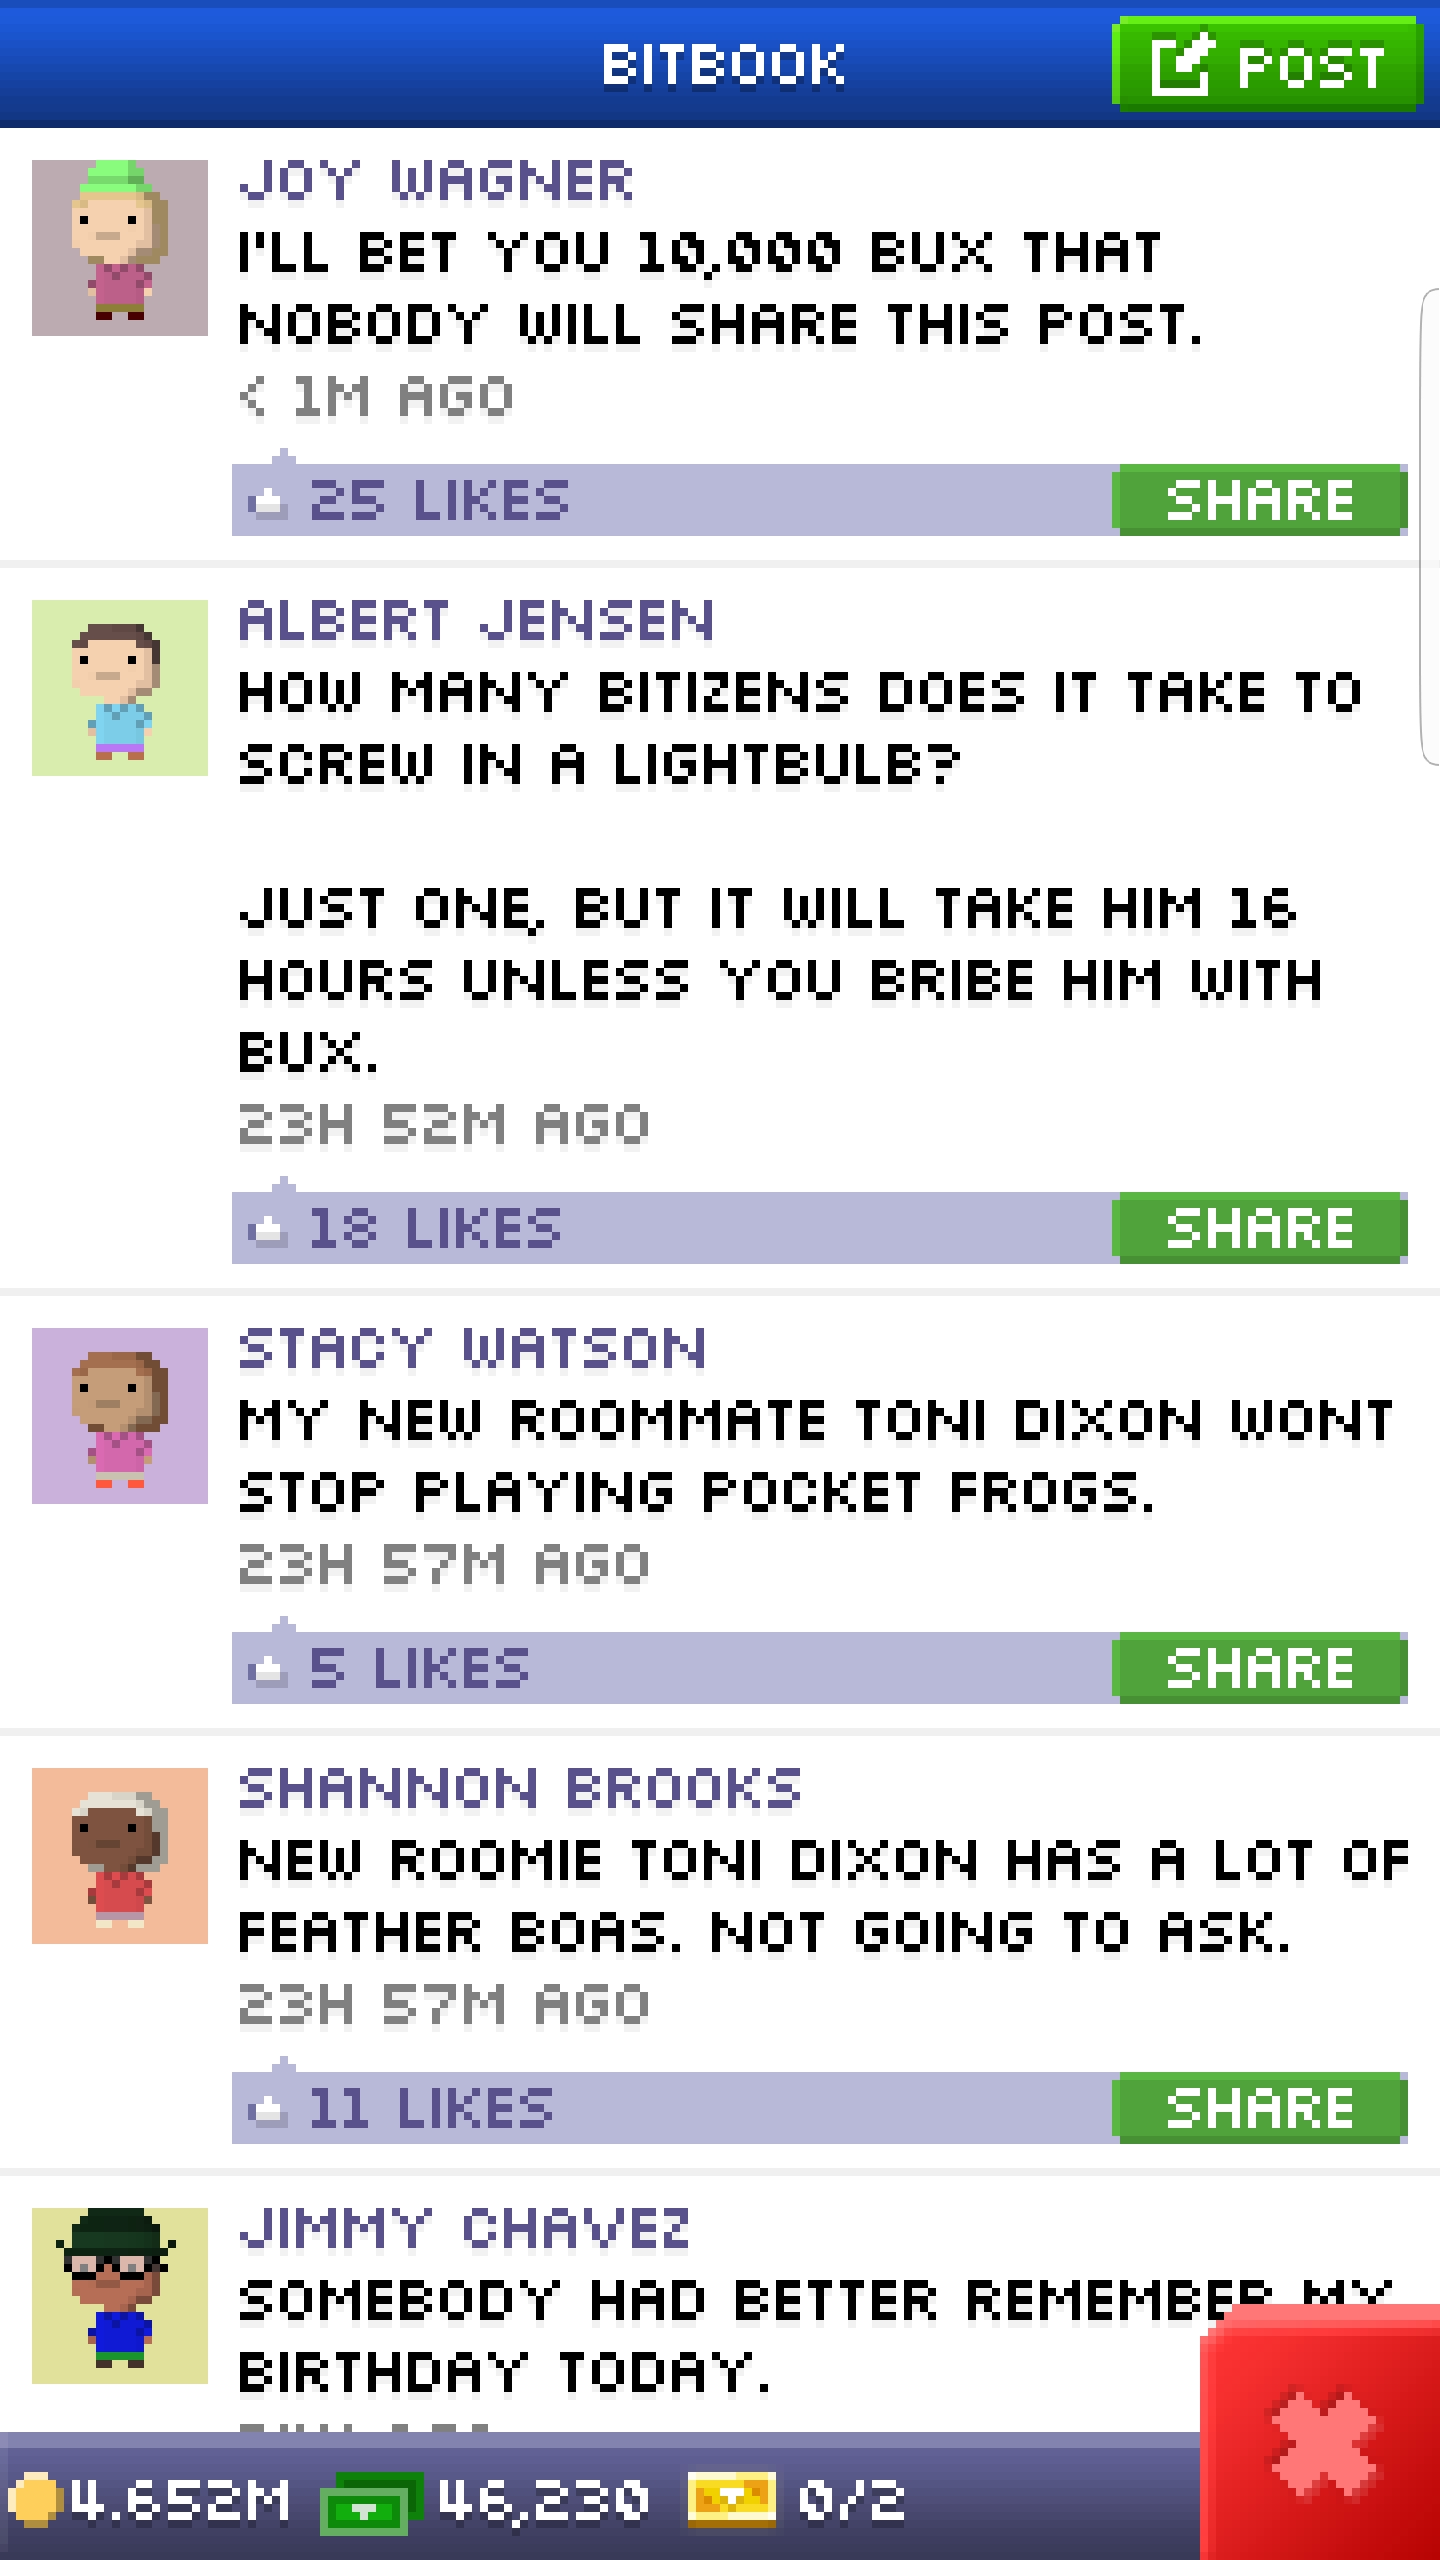 BITBOOK
POST
JOY WAGNER
I'LL BET YOU 10,000 BUX THAT
NOBODY WILL SHARE THIS POST.
< 1M AGO
25 LIKES
SHARE
ALBERT JENSEN
HOW MANY BITIZENS DOES IT TAKE TO
SCREW IN A LIGHTBULB?
JUST ONE, BUT IT WILL TAKE HIM 16
HOURS UNLESS YOU BRIBE HIM WITH
BUX.
23H 52M AGO
18 LIKES
SHARE
STACY WATSON
MY NEW ROOMMATE TONI DIXON WONT
STOP PLAYING POCKET FROGS.
23H 57M AGO
5 LIKES
SHARE
SHANNON BROOKS
NEW ROOMIE TONI DIXON HAS A LOT OF
FEATHER BOAS. NOT GOING TO ASK.
23H 57M AGO
11 LIKES
SHARE
JIMMY CHAVEZ
SOMEBODY HAD BETTER REMEMBER MY
BIRTHDAY TODAY.
4.652M 46,230 0/2